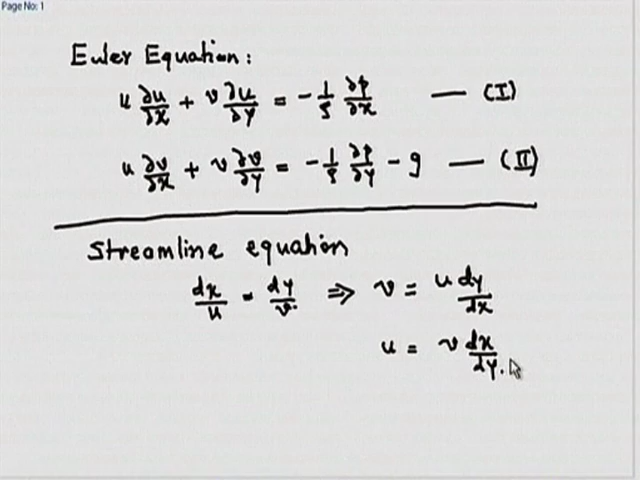 Page No: 1
Euler Equation:
u ∂u/∂x + v ∂u/∂y = - 1/ρ ∂p/∂x — (I)
u ∂v/∂x + v ∂v/∂y = - 1/ρ ∂p/∂y - g — (II)
Streamline equation
dx/u = dy/v. ⇒ v = u dy/dx
u = v dx/dy.